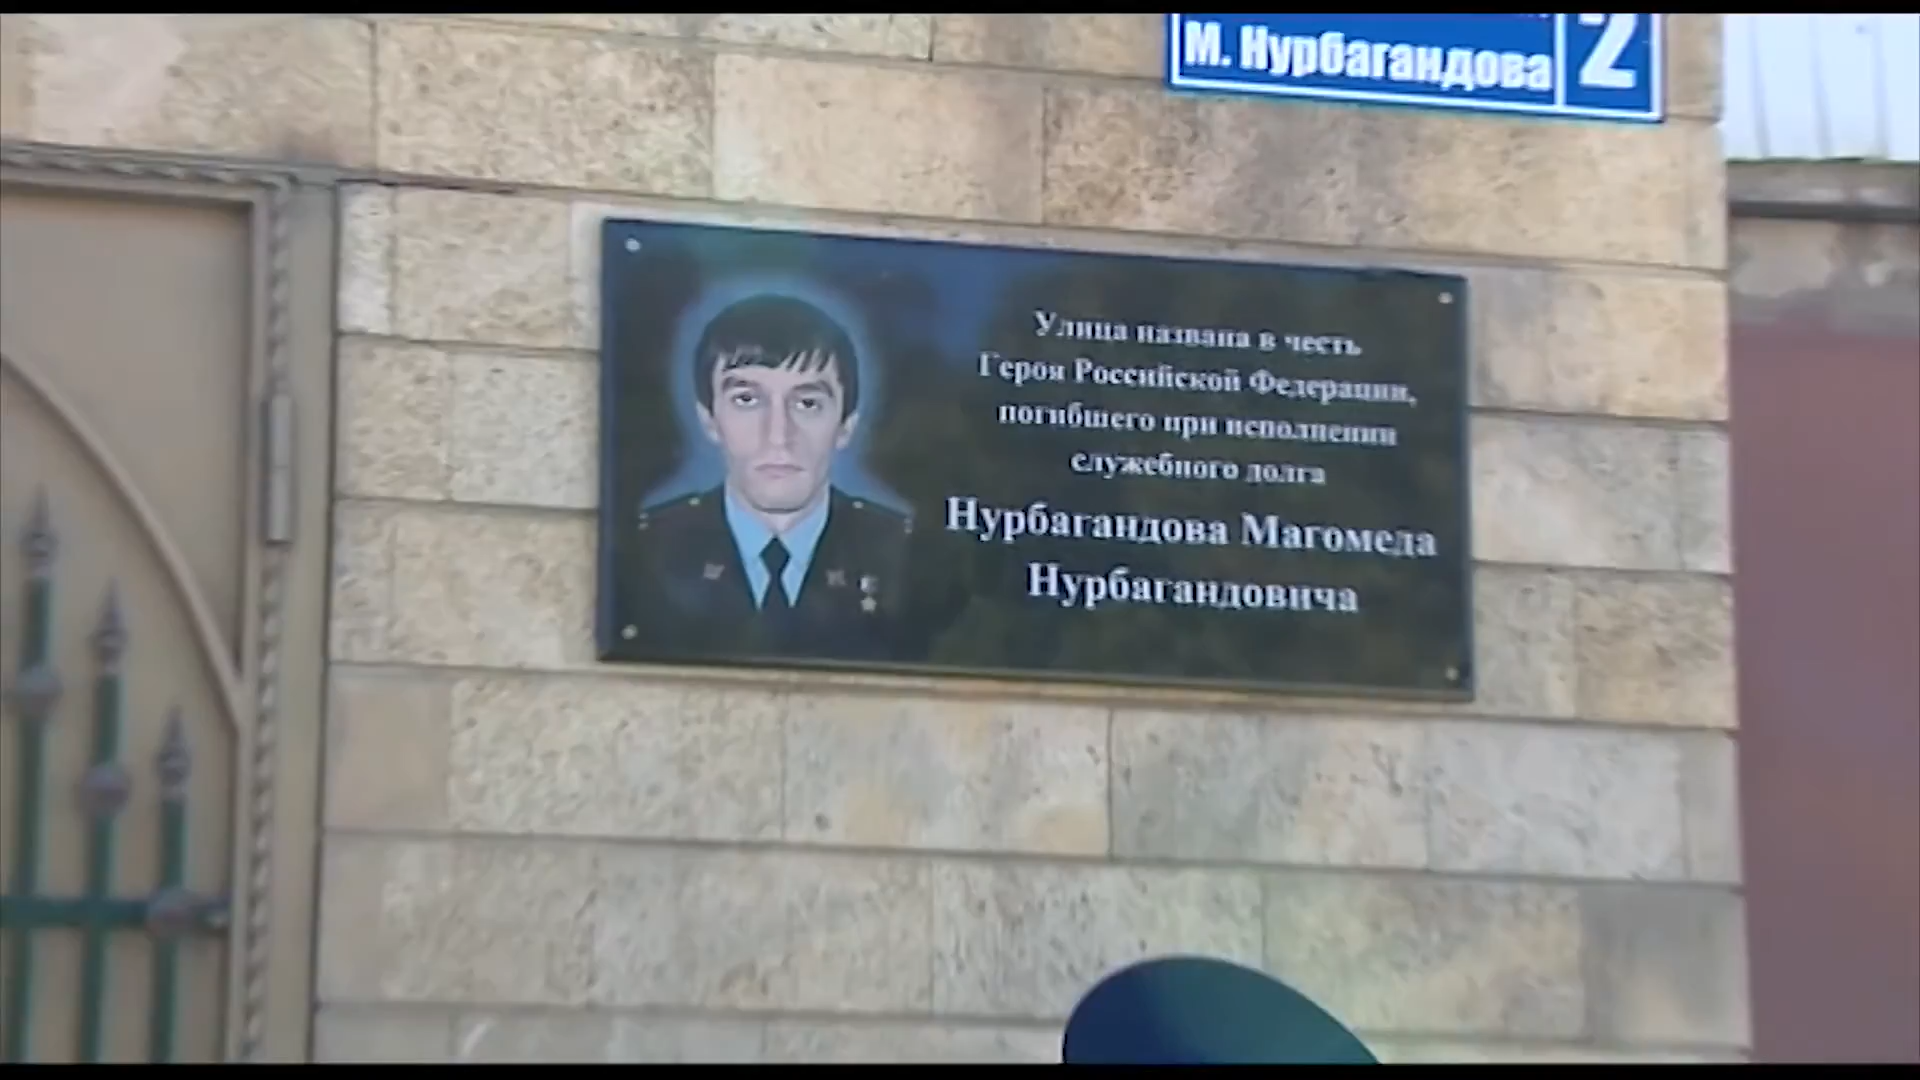 М. Нурбагандова
2
Улица названа в честь
Героя Российской Федерации,
погибшего при исполнении
служебного долга
Нурбагандова Магомеда
Нурбагандовича